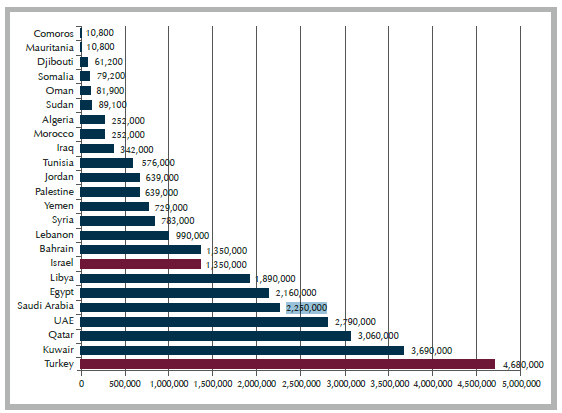 Comoros 10,800
Mauritania 10,800
Djibouti 61,200
Somalia 79,200
Oman 81,900
Sudan 89,100
Algeria 252,000
Morocco 252,000
Iraq 342,000
Tunisia 576,000
Jordan 639,000
Palestine 639,000
Yemen 729,000
Syria 783,000
Lebanon 990,000
Bahrain 1,350,000
Israel 1,350,000
Libya 1,890,000
Egypt 2,160,000
Saudi Arabia 2,250,000
UAE 2,790,000
Qatar 3,060,000
Kuwair 3,690,000
Turkey 4,680,000
0 500,000 1,000,000 1,500,000 2,000,000 2,500,000 3,000,000 3,500,000 4,000,000 4,500,000 5,000,000